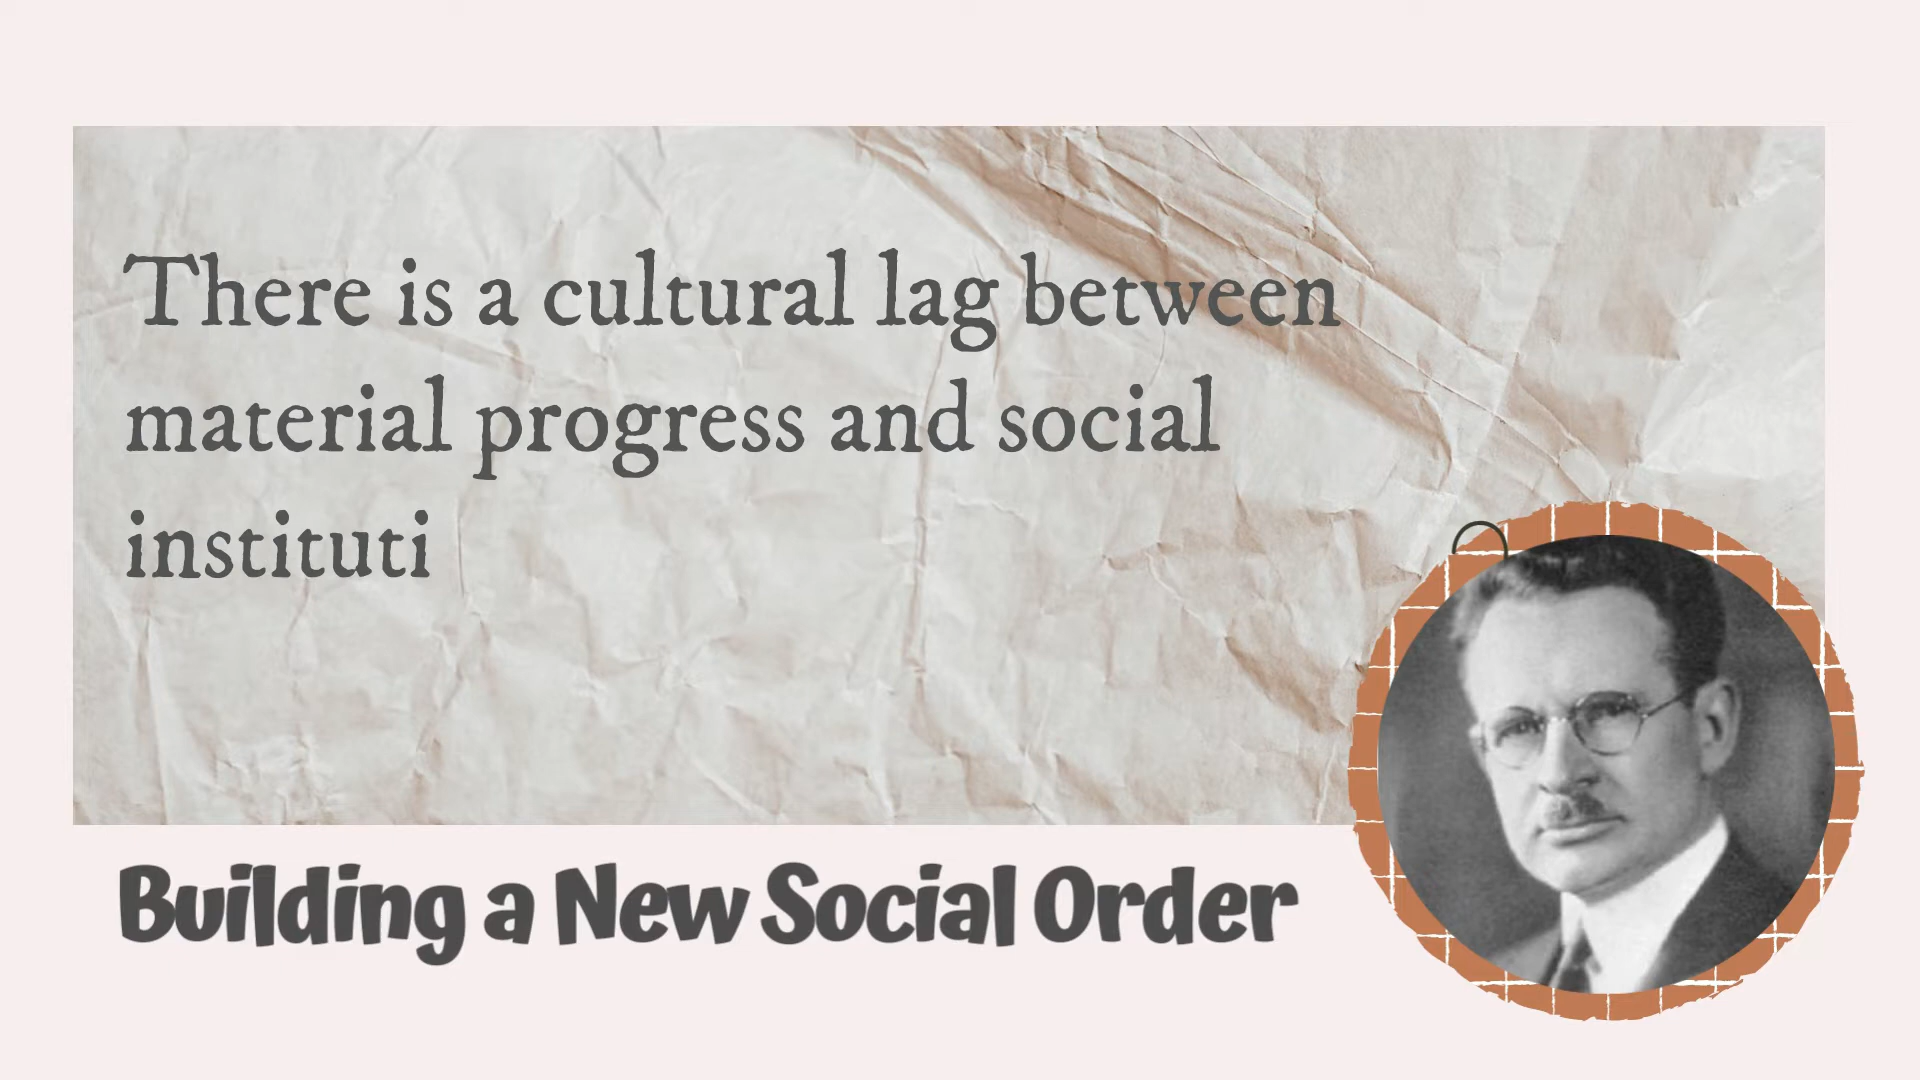 There is a cultural lag between
material progress and social
instituti
Building a New Social Order